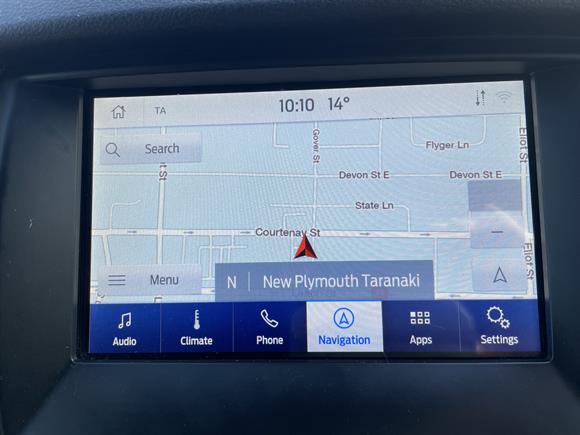 TA 10:10 14°
Search
Gover St
Flyger Ln
Eliot St
Devon St E Devon St E
State Ln
Courtenay St
Eliot St
Menu
N New Plymouth Taranaki
Audio Climate Phone Navigation Apps Settings